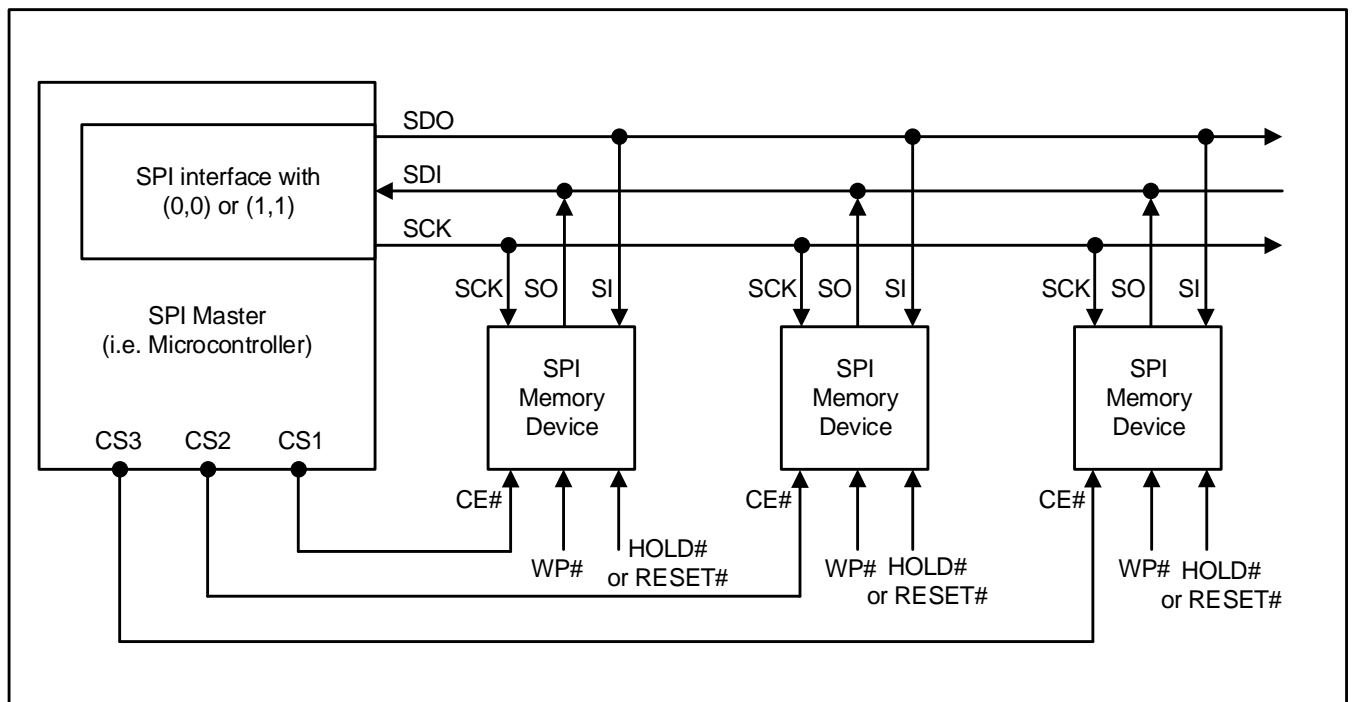 SDO
SPI interface with
(0,0) or (1,1)
SDI
SCK
SPI Master
(i.e. Microcontroller)
CS3 CS2 CS1
SCK SO SI
SPI
Memory
Device
CE#
WP#
HOLD#
or RESET#
SCK SO SI
SPI
Memory
Device
CE#
WP#
HOLD#
or RESET#
SCK SO SI
SPI
Memory
Device
CE#
WP#
HOLD#
or RESET#